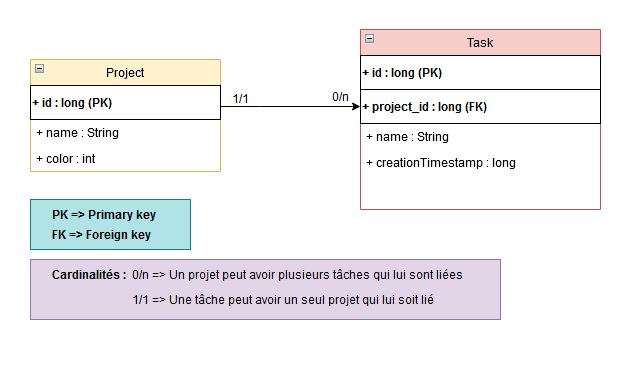 Project
+ id : long (PK)
+ name : String
+ color : int
1/1
0/n
Task
+ id : long (PK)
+ project_id : long (FK)
+ name : String
+ creationTimestamp : long
PK => Primary key
FK => Foreign key
Cardinalités : 0/n => Un projet peut avoir plusieurs tâches qui lui sont liées
1/1 => Une tâche peut avoir un seul projet qui lui soit lié